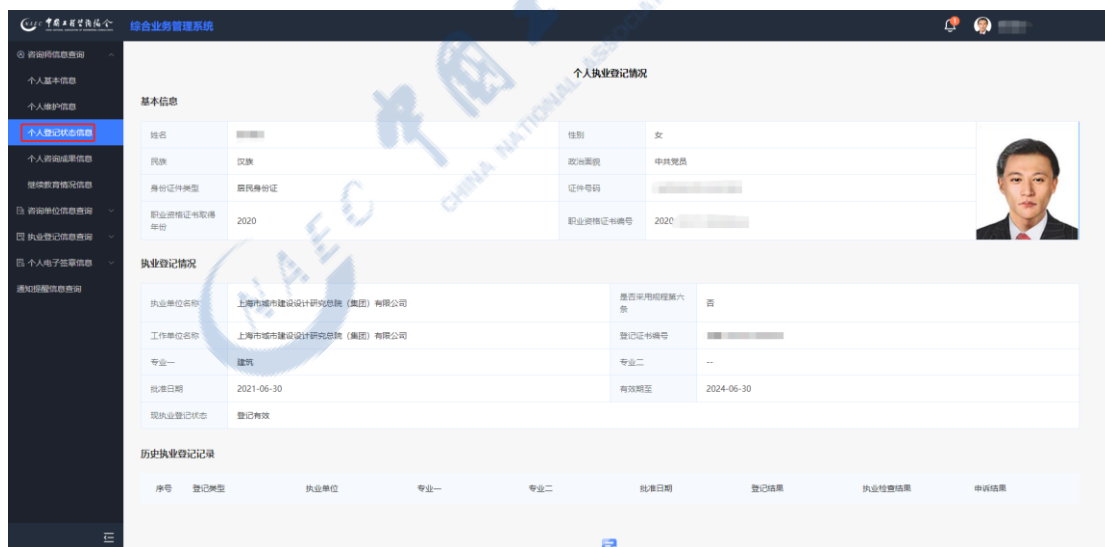 中国工程咨询协会 综合业务管理系统
咨询师信息查询
个人基本信息
个人维护信息
个人登记状态信息
个人咨询成果信息
继续教育情况信息
咨询单位信息查询
执业登记信息查询
个人电子签章信息
通知提醒信息查询
个人执业登记情况
基本信息
姓名 性别 女
民族 汉族 政治面貌 中共党员
身份证件类型 居民身份证 证件号码
职业资格证书取得年份 2020 职业资格证书编号 2020
执业登记情况
执业单位名称 上海市城市建设设计研究总院（集团）有限公司 是否采用规程第六条 否
工作单位名称 上海市城市建设设计研究总院（集团）有限公司 登记证书编号
专业一 建筑 专业二 --
批准日期 2021-06-30 有效期至 2024-06-30
现执业登记状态 登记有效
历史执业登记记录
序号 登记类型 执业单位 专业一 专业二 批准日期 登记结果 执业检查结果 申诉结果
中国
CHINA NATIONAL ASSOC
CNAEC